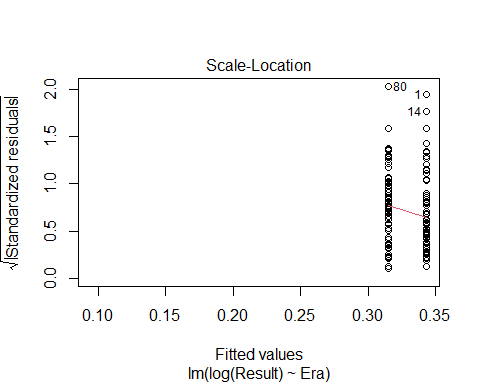 Scale-Location
√|Standardized residuals|
2.0
1.5
1.0
0.5
0.0
80
1
14
0.10 0.15 0.20 0.25 0.30 0.35
Fitted values
lm(log(Result) ~ Era)